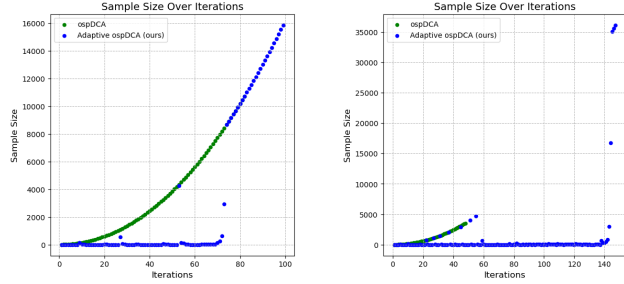 Sample Size Over Iterations
ospDCA
Adaptive ospDCA (ours)
16000
14000
12000
10000
8000
6000
4000
2000
0
Sample Size
0 20 40 60 80 100
Iterations
Sample Size Over Iterations
ospDCA
Adaptive ospDCA (ours)
35000
30000
25000
20000
15000
10000
5000
0
Sample Size
0 20 40 60 80 100 120 140
Iterations